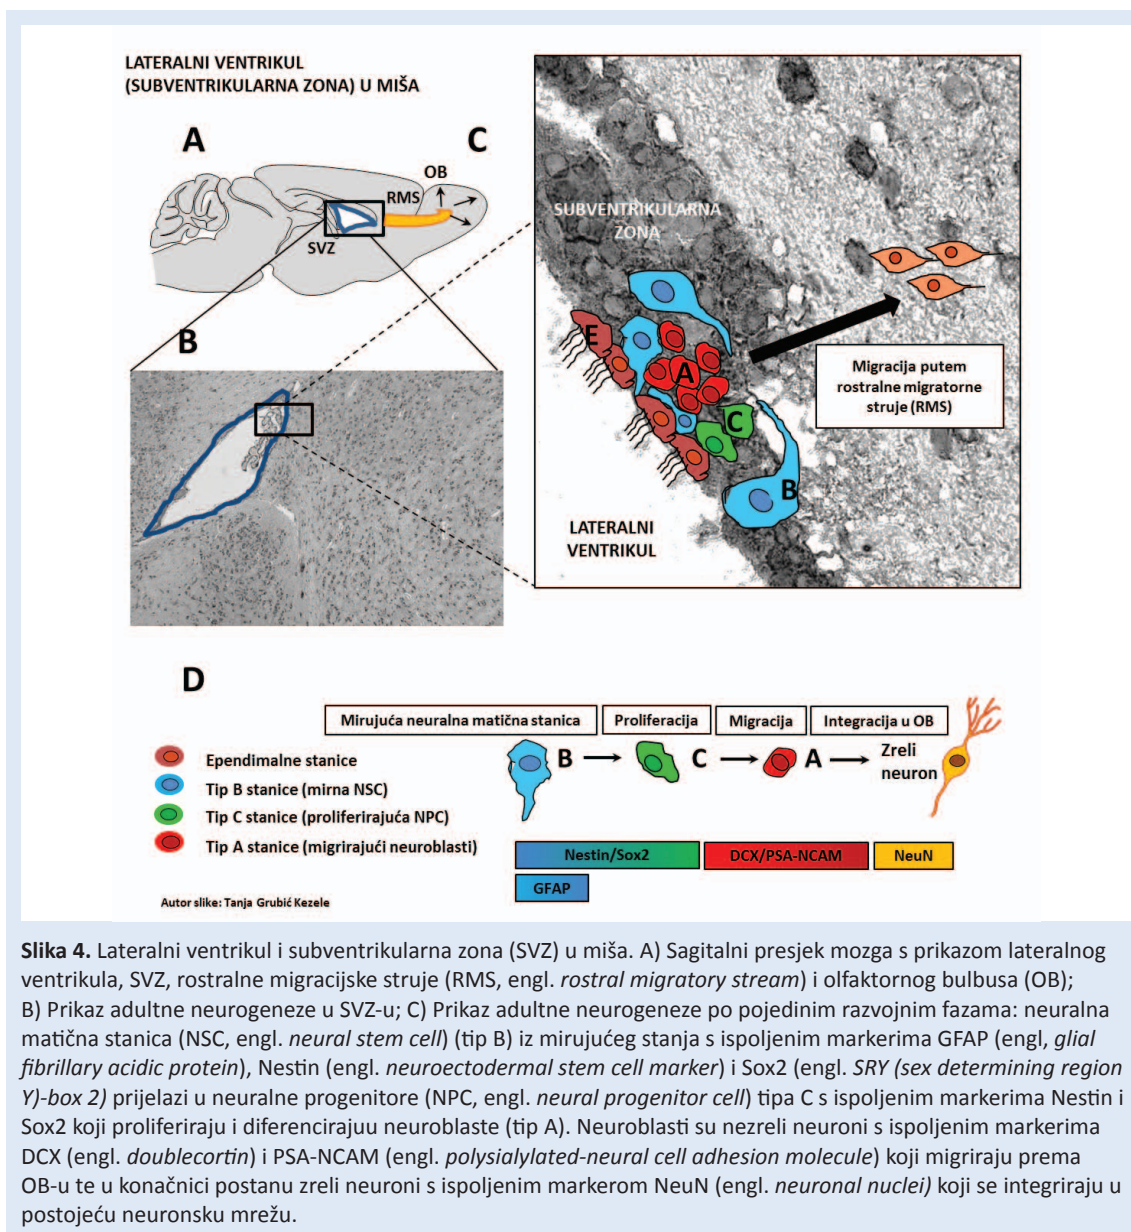 LATERALNI VENTRIKUL
(SUBVENTRIKULARNA ZONA) U MIŠA
A
C
OB
RMS
SVZ
B
SUBVENTRIKULARNA
ZONA
E
A
C
B
Migracija putem
rostralne migratorne
struje (RMS)
LATERALNI
VENTRIKUL
D
Mirujuća neuralna matična stanica
Proliferacija
Migracija
Integracija u OB
B
C
A
Zreli
neuron
Ependimalne stanice
Tip B stanice (mirna NSC)
Tip C stanice (proliferirajuća NPC)
Tip A stanice (migrirajući neuroblasti)
Nestin/Sox2
DCX/PSA-NCAM
NeuN
GFAP
Autor slike: Tanja Grubić Kezele
Slika 4. Lateralni ventrikul i subventrikularna zona (SVZ) u miša. A) Sagitalni presjek mozga s prikazom lateralnog
ventrikula, SVZ, rostralne migracijske struje (RMS, engl. rostral migratory stream) i olfaktornog bulbusa (OB);
B) Prikaz adultne neurogeneze u SVZ-u; C) Prikaz adultne neurogeneze po pojedinim razvojnim fazama: neuralna
matična stanica (NSC, engl. neural stem cell) (tip B) iz mirujućeg stanja s ispoljenim markerima GFAP (engl, glial
fibrillary acidic protein), Nestin (engl. neuroectodermal stem cell marker) i Sox2 (engl. SRY (sex determining region
Y)-box 2) prijelazi u neuralne progenitore (NPC, engl. neural progenitor cell) tipa C s ispoljenim markerima Nestin i
Sox2 koji proliferiraju i diferencirajuu neuroblaste (tip A). Neuroblasti su nezreli neuroni s ispoljenim markerima
DCX (engl. doublecortin) i PSA-NCAM (engl. polysialylated-neural cell adhesion molecule) koji migriraju prema
OB-u te u konačnici postanu zreli neuroni s ispoljenim markerom NeuN (engl. neuronal nuclei) koji se integriraju u
postojeću neuronsku mrežu.